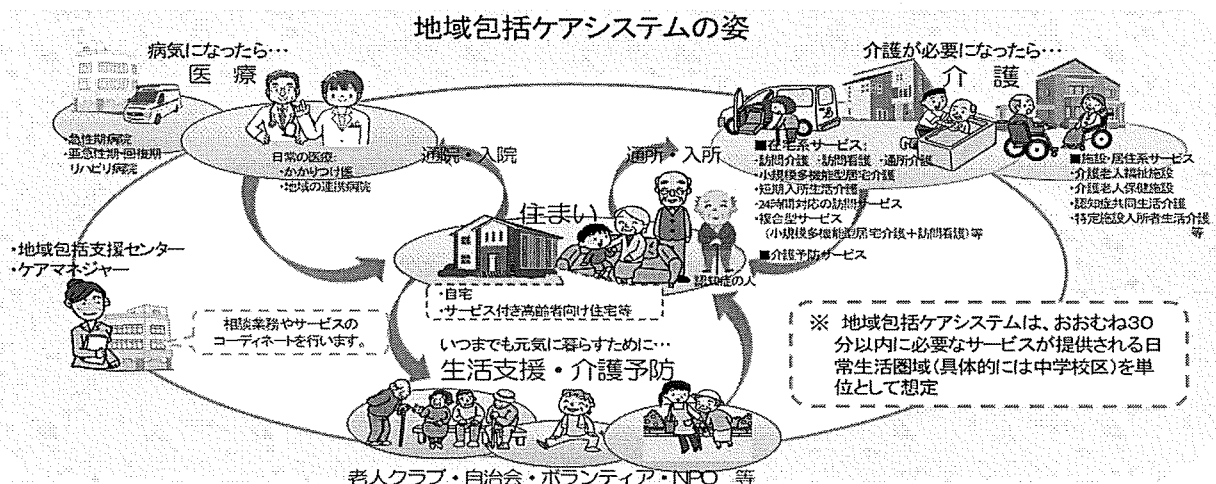 地域包括ケアシステムの姿
病気になったら…
医療
・急性期病院
・亜急性期・回復期
リハビリ病院
日常の医療:
・かかりつけ医
・地域の連携病院
通院・入院
通所・入所
介護が必要になったら…
介護
■在宅系サービス:
・訪問介護 ・訪問看護 ・通所介護
・小規模多機能型居宅介護
・短期入所生活介護
・24時間対応の訪問サービス
・複合型サービス
(小規模多機能型居宅介護+訪問看護)等
■介護予防サービス
■施設・居住系サービス
・介護老人福祉施設
・介護老人保健施設
・認知症共同生活介護
・特定施設入所者生活介護
等
住まい
認知症の人
・自宅
・サービス付き高齢者向け住宅等
・地域包括支援センター
・ケアマネジャー
相談業務やサービスの
コーディネートを行います。
いつまでも元気に暮らすために…
生活支援・介護予防
老人クラブ・自治会・ボランティア・NPO 等
※ 地域包括ケアシステムは、おおむね30
分以内に必要なサービスが提供される日
常生活圏域(具体的には中学校区)を単
位として想定